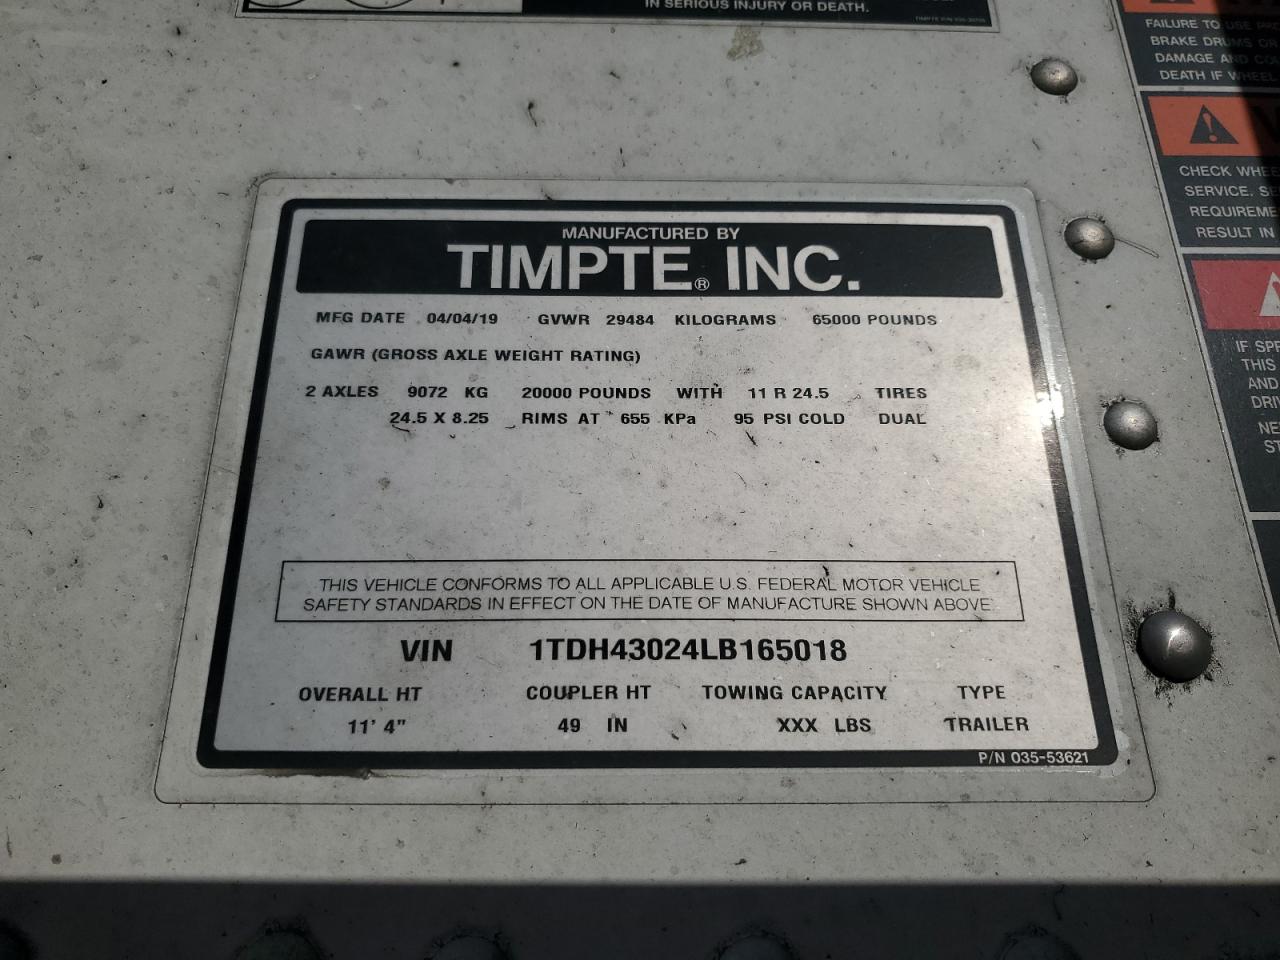 IN SERIOUS INJURY OR DEATH.
FAILURE TO USE
BRAKE DRUMS OR
DAMAGE AND
DEATH IF WHEEL
CHECK
SERVICE.
REQUIREME
RESULT IN
IF
THIS
AND
MANUFACTURED BY
TIMPTE® INC.
MFG DATE 04/04/19 GVWR 29484 KILOGRAMS 65000 POUNDS
GAWR (GROSS AXLE WEIGHT RATING)
2 AXLES 9072 KG 20000 POUNDS WITH 11 R 24.5 TIRES
24.5 X 8.25 RIMS AT 655 KPa 95 PSI COLD DUAL
THIS VEHICLE CONFORMS TO ALL APPLICABLE U.S. FEDERAL MOTOR VEHICLE
SAFETY STANDARDS IN EFFECT ON THE DATE OF MANUFACTURE SHOWN ABOVE
VIN 1TDH43024LB165018
OVERALL HT COUPLER HT TOWING CAPACITY TYPE
11' 4" 49 IN XXX LBS TRAILER
P/N 035-53621